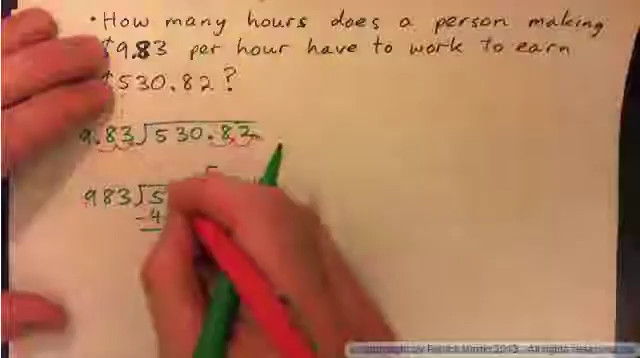 • How many hours does a person making
$9.83 per hour have to work to earn
$530.82?
9.83 530.82
5
983 5
-4